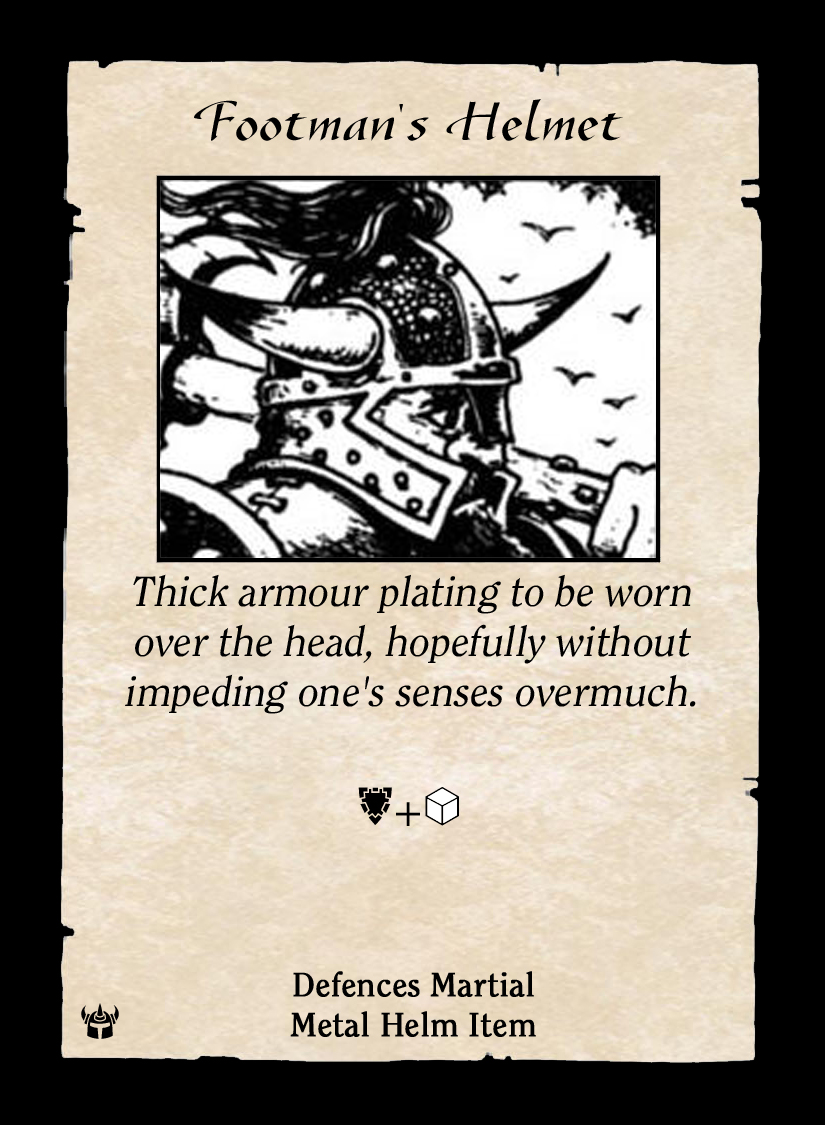 Footman's Helmet
Thick armour plating to be worn
over the head, hopefully without
impeding one's senses overmuch.
+
Defences Martial
Metal Helm Item